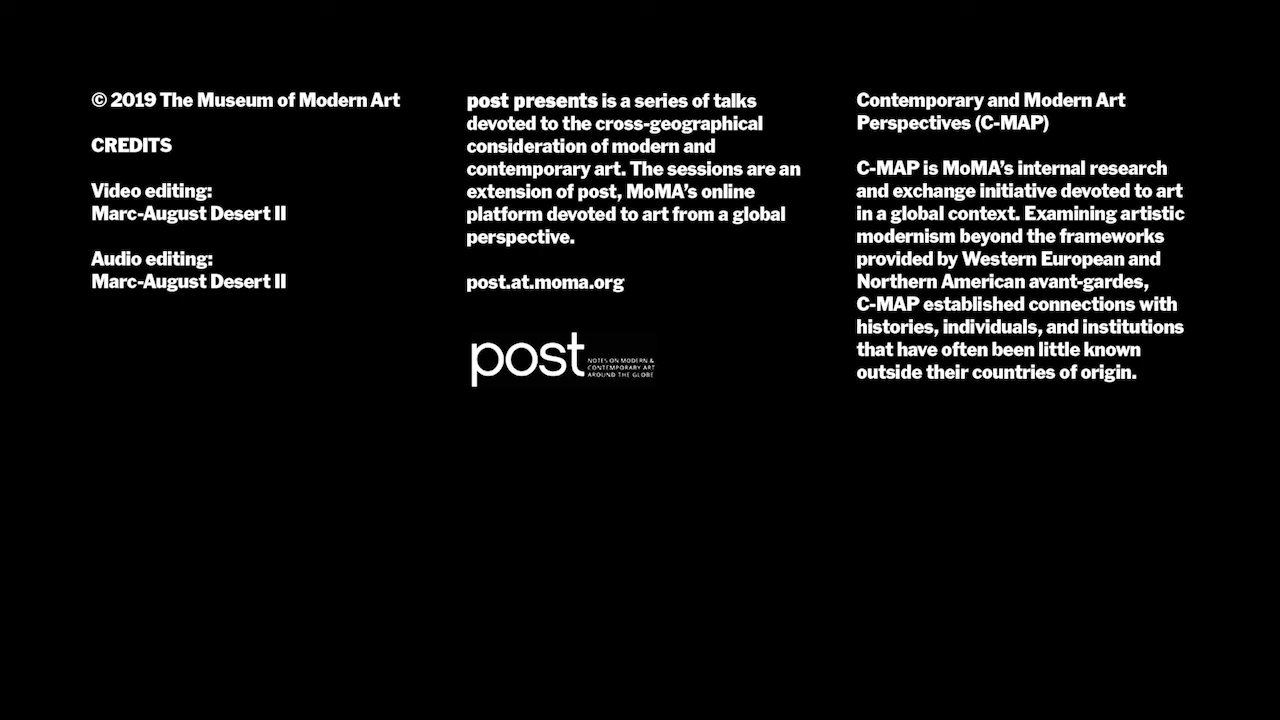 © 2019 The Museum of Modern Art
CREDITS
Video editing:
Marc-August Desert II
Audio editing:
Marc-August Desert II
post presents is a series of talks
devoted to the cross-geographical
consideration of modern and
contemporary art. The sessions are an
extension of post, MoMA’s online
platform devoted to art from a global
perspective.
post.at.moma.org
post
NOTES ON MODERN &
CONTEMPORARY ART
AROUND THE GLOBE
Contemporary and Modern Art
Perspectives (C-MAP)
C-MAP is MoMA’s internal research
and exchange initiative devoted to art
in a global context. Examining artistic
modernism beyond the frameworks
provided by Western European and
Northern American avant-gardes,
C-MAP established connections with
histories, individuals, and institutions
that have often been little known
outside their countries of origin.